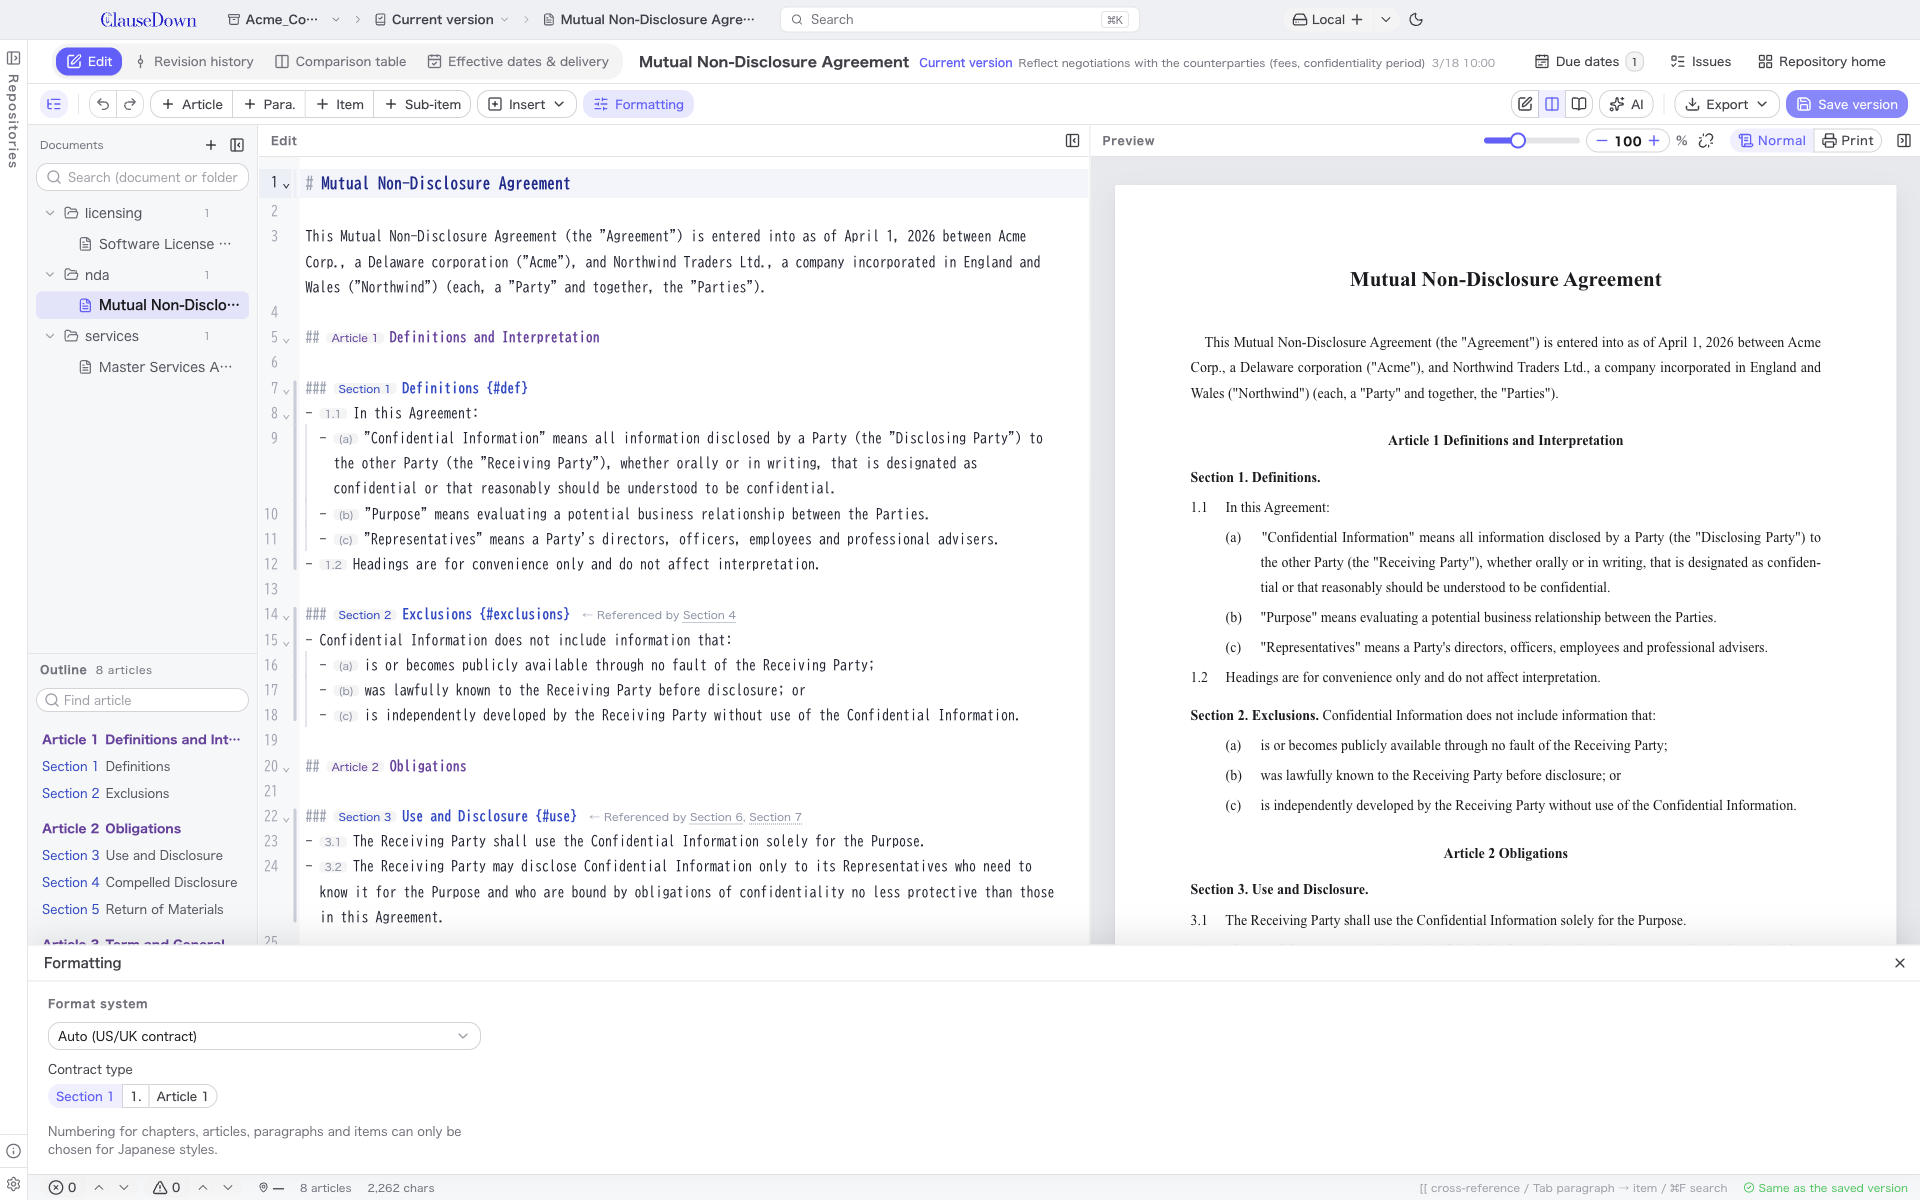 ClauseDown
Acme_Co··· > Current version > Mutual Non-Disclosure Agre···
Search ⌘K
Local
Repositories
Edit Revision history Comparison table Effective dates & delivery
Mutual Non-Disclosure Agreement Current version Reflect negotiations with the counterparties (fees, confidentiality period) 3/18 10:00
Due dates 1 Issues Repository home
+ Article + Para. + Item + Sub-item Insert Formatting
AI Export Save version
Documents
Search (document or folder
licensing 1
Software License ···
nda 1
Mutual Non-Disclo···
services 1
Master Services A···
Outline 8 articles
Find article
Article 1 Definitions and Int···
Section 1 Definitions
Section 2 Exclusions
Article 2 Obligations
Section 3 Use and Disclosure
Section 4 Compelled Disclosure
Section 5 Return of Materials
Article 3 Term and General
Edit
1 # Mutual Non-Disclosure Agreement
2
3 This Mutual Non-Disclosure Agreement (the "Agreement") is entered into as of April 1, 2026 between Acme
Corp., a Delaware corporation ("Acme"), and Northwind Traders Ltd., a company incorporated in England and
Wales ("Northwind") (each, a "Party" and together, the "Parties").
4
5 ## Article 1 Definitions and Interpretation
6
7 ### Section 1 Definitions {#def}
8 - 1.1 In this Agreement:
9 - (a) "Confidential Information" means all information disclosed by a Party (the "Disclosing Party") to
the other Party (the "Receiving Party"), whether orally or in writing, that is designated as
confidential or that reasonably should be understood to be confidential.
10 - (b) "Purpose" means evaluating a potential business relationship between the Parties.
11 - (c) "Representatives" means a Party's directors, officers, employees and professional advisers.
12 - 1.2 Headings are for convenience only and do not affect interpretation.
13
14 ### Section 2 Exclusions {#exclusions} ← Referenced by Section 4
15 - Confidential Information does not include information that:
16 - (a) is or becomes publicly available through no fault of the Receiving Party;
17 - (b) was lawfully known to the Receiving Party before disclosure; or
18 - (c) is independently developed by the Receiving Party without use of the Confidential Information.
19
20 ## Article 2 Obligations
21
22 ### Section 3 Use and Disclosure {#use} ← Referenced by Section 6, Section 7
23 - 3.1 The Receiving Party shall use the Confidential Information solely for the Purpose.
24 - 3.2 The Receiving Party may disclose Confidential Information only to its Representatives who need to
know it for the Purpose and who are bound by obligations of confidentiality no less protective than those
in this Agreement.
25
Preview
− 100 + % Normal Print
Mutual Non-Disclosure Agreement
This Mutual Non-Disclosure Agreement (the "Agreement") is entered into as of April 1, 2026 between Acme
Corp., a Delaware corporation ("Acme"), and Northwind Traders Ltd., a company incorporated in England and
Wales ("Northwind") (each, a "Party" and together, the "Parties").
Article 1 Definitions and Interpretation
Section 1. Definitions.
1.1 In this Agreement:
(a) "Confidential Information" means all information disclosed by a Party (the "Disclosing Party") to
the other Party (the "Receiving Party"), whether orally or in writing, that is designated as confiden-
tial or that reasonably should be understood to be confidential.
(b) "Purpose" means evaluating a potential business relationship between the Parties.
(c) "Representatives" means a Party's directors, officers, employees and professional advisers.
1.2 Headings are for convenience only and do not affect interpretation.
Section 2. Exclusions. Confidential Information does not include information that:
(a) is or becomes publicly available through no fault of the Receiving Party;
(b) was lawfully known to the Receiving Party before disclosure; or
(c) is independently developed by the Receiving Party without use of the Confidential Information.
Article 2 Obligations
Section 3. Use and Disclosure.
3.1 The Receiving Party shall use the Confidential Information solely for the Purpose.
Formatting
Format system
Auto (US/UK contract)
Contract type
Section 1 1. Article 1
Numbering for chapters, articles, paragraphs and items can only be
chosen for Japanese styles.
0 0 — 8 articles 2,262 chars
[[ cross-reference / Tab paragraph → item / ⌘F search Same as the saved version